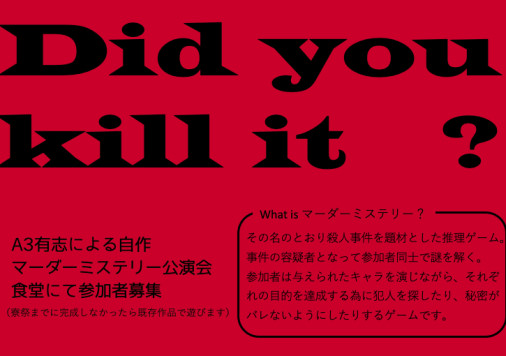 Did you
kill it ?
A3有志による自作
マーダーミステリー公演会
食堂にて参加者募集
(寮祭までに完成しなかったら既存作品で遊びます)
What is マーダーミステリー？
その名のとおり殺人事件を題材とした推理ゲーム。
事件の容疑者となって参加者同士で謎を解く。
参加者は与えられたキャラを演じながら、それぞ
れの目的を達成する為に犯人を探したり、秘密が
バレないようにしたりするゲームです。